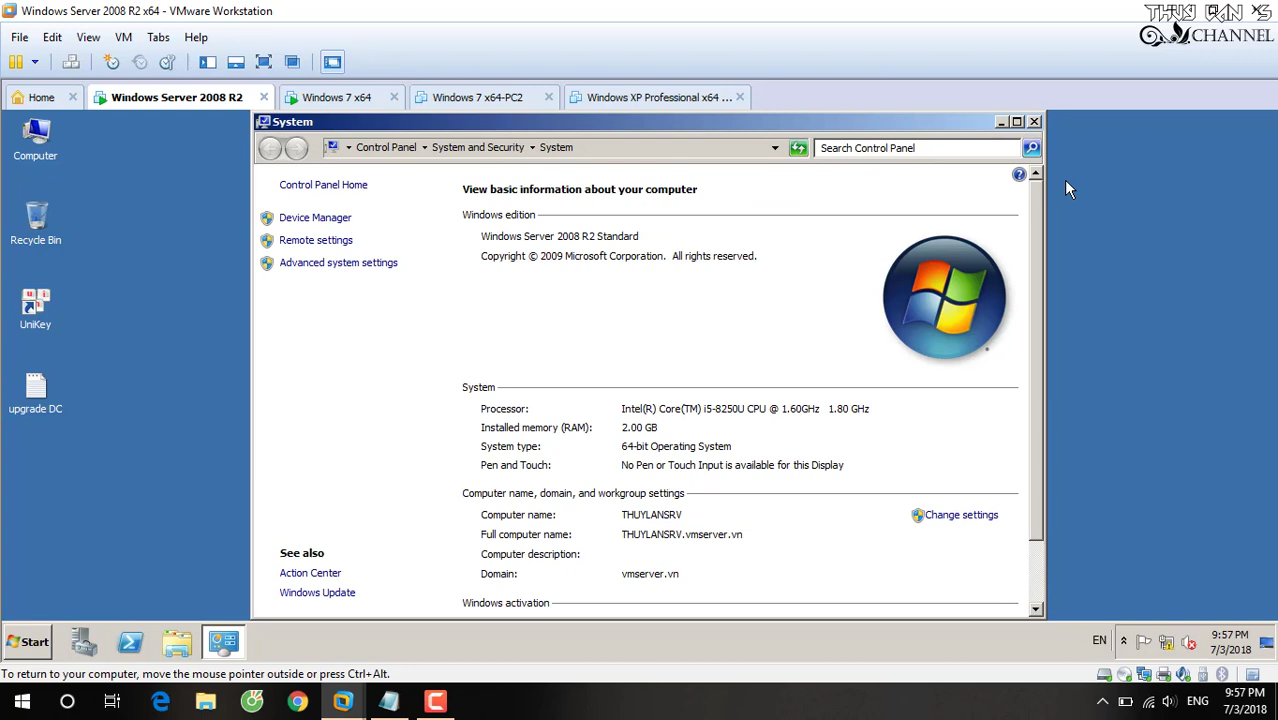 Windows Server 2008 R2 x64 - VMware Workstation
THUY LAN'S
CHANNEL
File Edit View VM Tabs Help
Home Windows Server 2008 R2 Windows 7 x64 Windows 7 x64-PC2 Windows XP Professional x64 ...
Computer
Recycle Bin
UniKey
upgrade DC
System
Control Panel System and Security System
Search Control Panel
Control Panel Home
Device Manager
Remote settings
Advanced system settings
See also
Action Center
Windows Update
View basic information about your computer
Windows edition
Windows Server 2008 R2 Standard
Copyright © 2009 Microsoft Corporation. All rights reserved.
System
Processor: Intel(R) Core(TM) i5-8250U CPU @ 1.60GHz 1.80 GHz
Installed memory (RAM): 2.00 GB
System type: 64-bit Operating System
Pen and Touch: No Pen or Touch Input is available for this Display
Computer name, domain, and workgroup settings
Computer name: THUYLANSRV
Change settings
Full computer name: THUYLANSRV.vmserver.vn
Computer description:
Domain: vmserver.vn
Windows activation
Start
EN
9:57 PM
7/3/2018
To return to your computer, move the mouse pointer outside or press Ctrl+Alt.
ENG
9:57 PM
7/3/2018